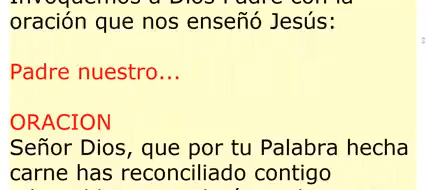 Invoquemos a Dios Padre con la
oración que nos enseñó Jesús:
Padre nuestro...
ORACION
Señor Dios, que por tu Palabra hecha
carne has reconciliado contigo